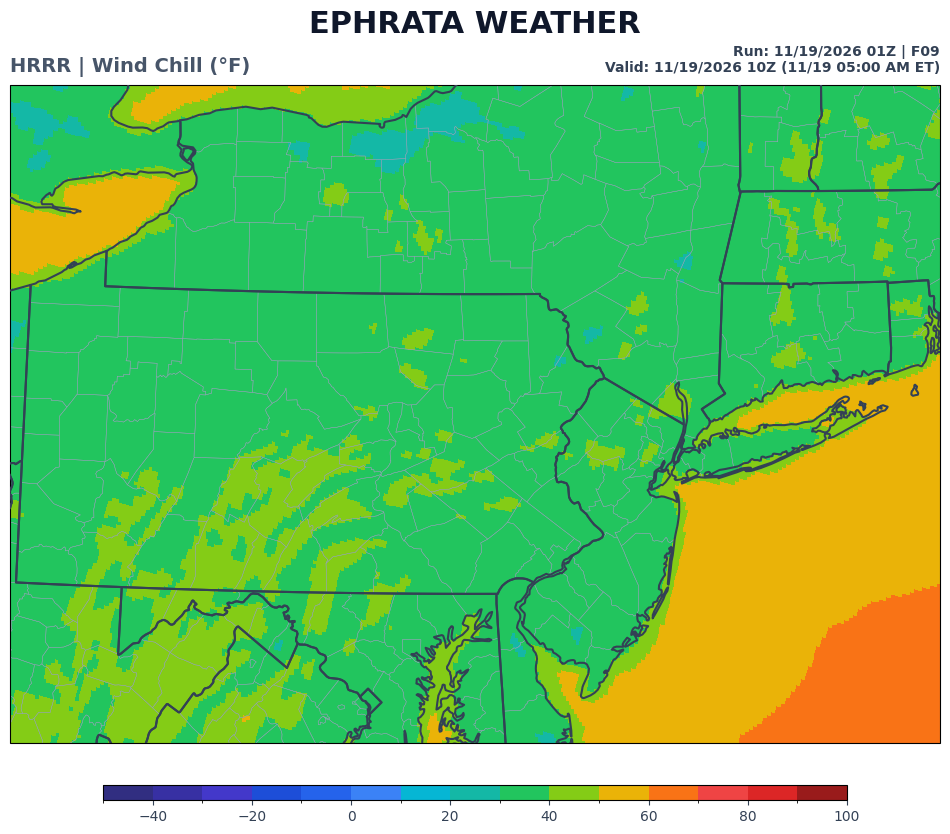 EPHRATA WEATHER
HRRR | Wind Chill (°F)
Run: 11/19/2026 01Z | F09
Valid: 11/19/2026 10Z (11/19 05:00 AM ET)
−40 −20 0 20 40 60 80 100